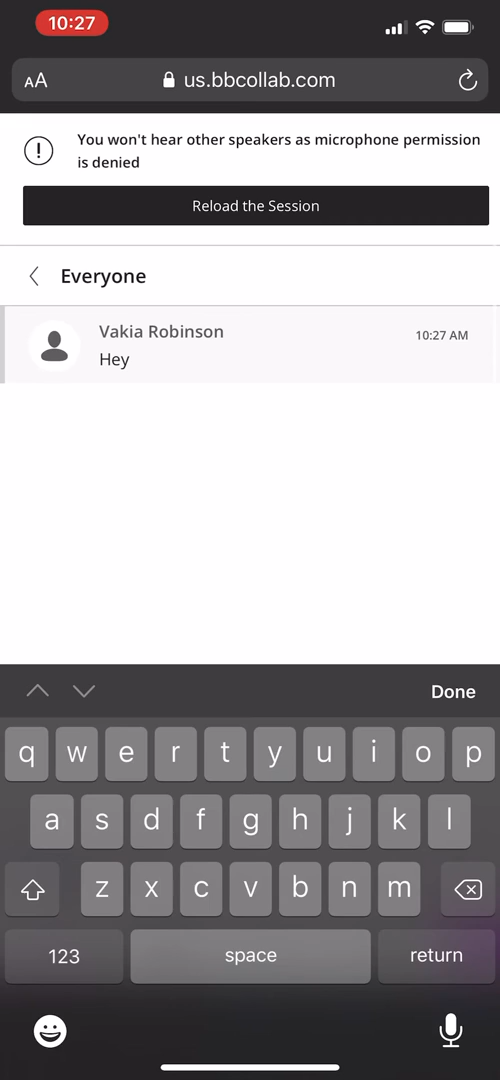 10:27
AA us.bbcollab.com
You won't hear other speakers as microphone permission
is denied
Reload the Session
Everyone
Vakia Robinson 10:27 AM
Hey
Done
q w e r t y u i o p
a s d f g h j k l
z x c v b n m
123 space return